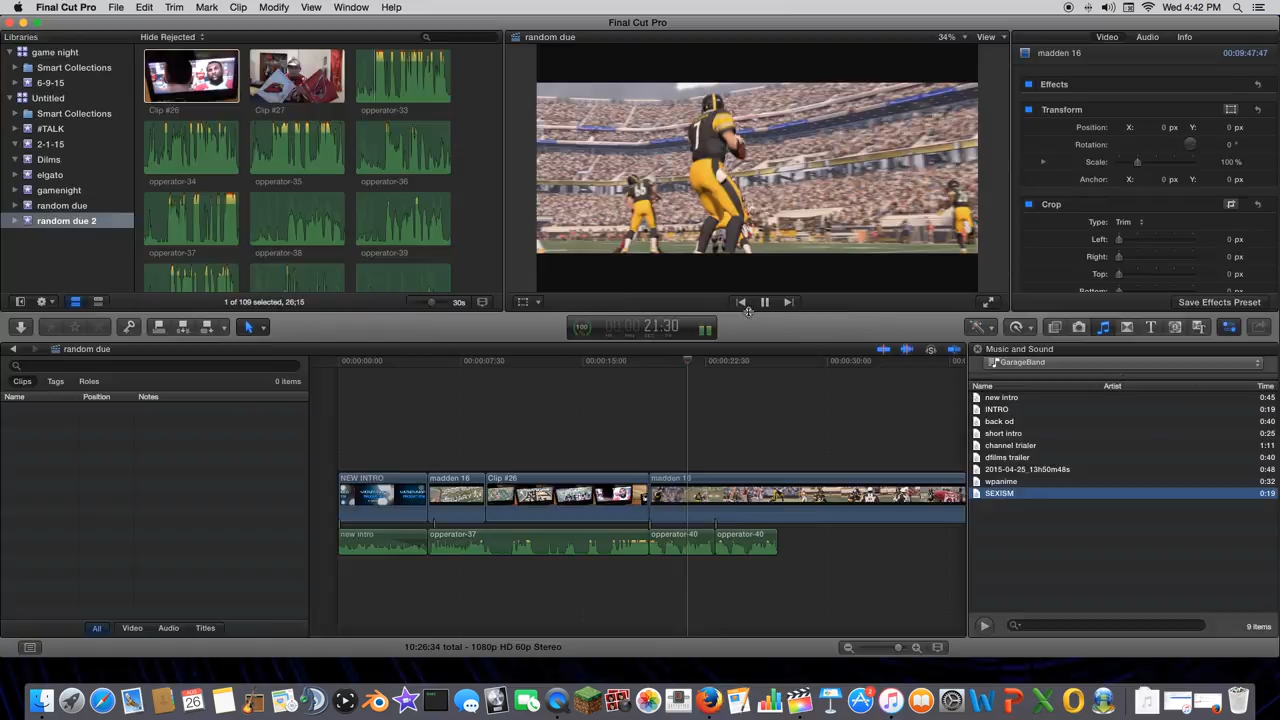 Final Cut Pro File Edit Trim Mark Clip Modify View Window Help Wed 4:42 PM
Final Cut Pro
Libraries Hide Rejected random due 34% View Video Audio Info
game night madden 16 00:09:47:47
Smart Collections
6-9-15 Effects
Untitled
Clip #26 Clip #27 opperator-33 Transform
Smart Collections
#TALK Position: X: 0 px Y: 0 px
2-1-15 Rotation: 0 °
Dilms Scale: 100 %
elgato
opperator-34 opperator-35 opperator-36 Anchor: X: 0 px Y: 0 px
gamenight
random due Crop
random due 2 Type: Trim
Left: 0 px
opperator-37 opperator-38 opperator-39 Right: 0 px
Top: 0 px
Bottom: 0 px
1 of 109 selected, 26;15 30s Save Effects Preset
100 00:00:21:30
random due Music and Sound
00:00:00:00 00:00:07:30 00:00:15:00 00:00:22:30 00:00:30:00 GarageBand
Clips Tags Roles 0 items Name Artist Time
Name Position Notes new intro 0:45
INTRO 0:19
back od 0:40
short intro 0:25
channel trialer 1:11
dfilms trailer 0:40
2015-04-25_13h50m48s 0:48
NEW INTRO madden 16 Clip #26 madden 16 wpanime 0:32
SEXISM 0:19
new intro opperator-37 opperator-40 opperator-40
All Video Audio Titles 9 items
10:26:34 total - 1080p HD 60p Stereo
AUG 26